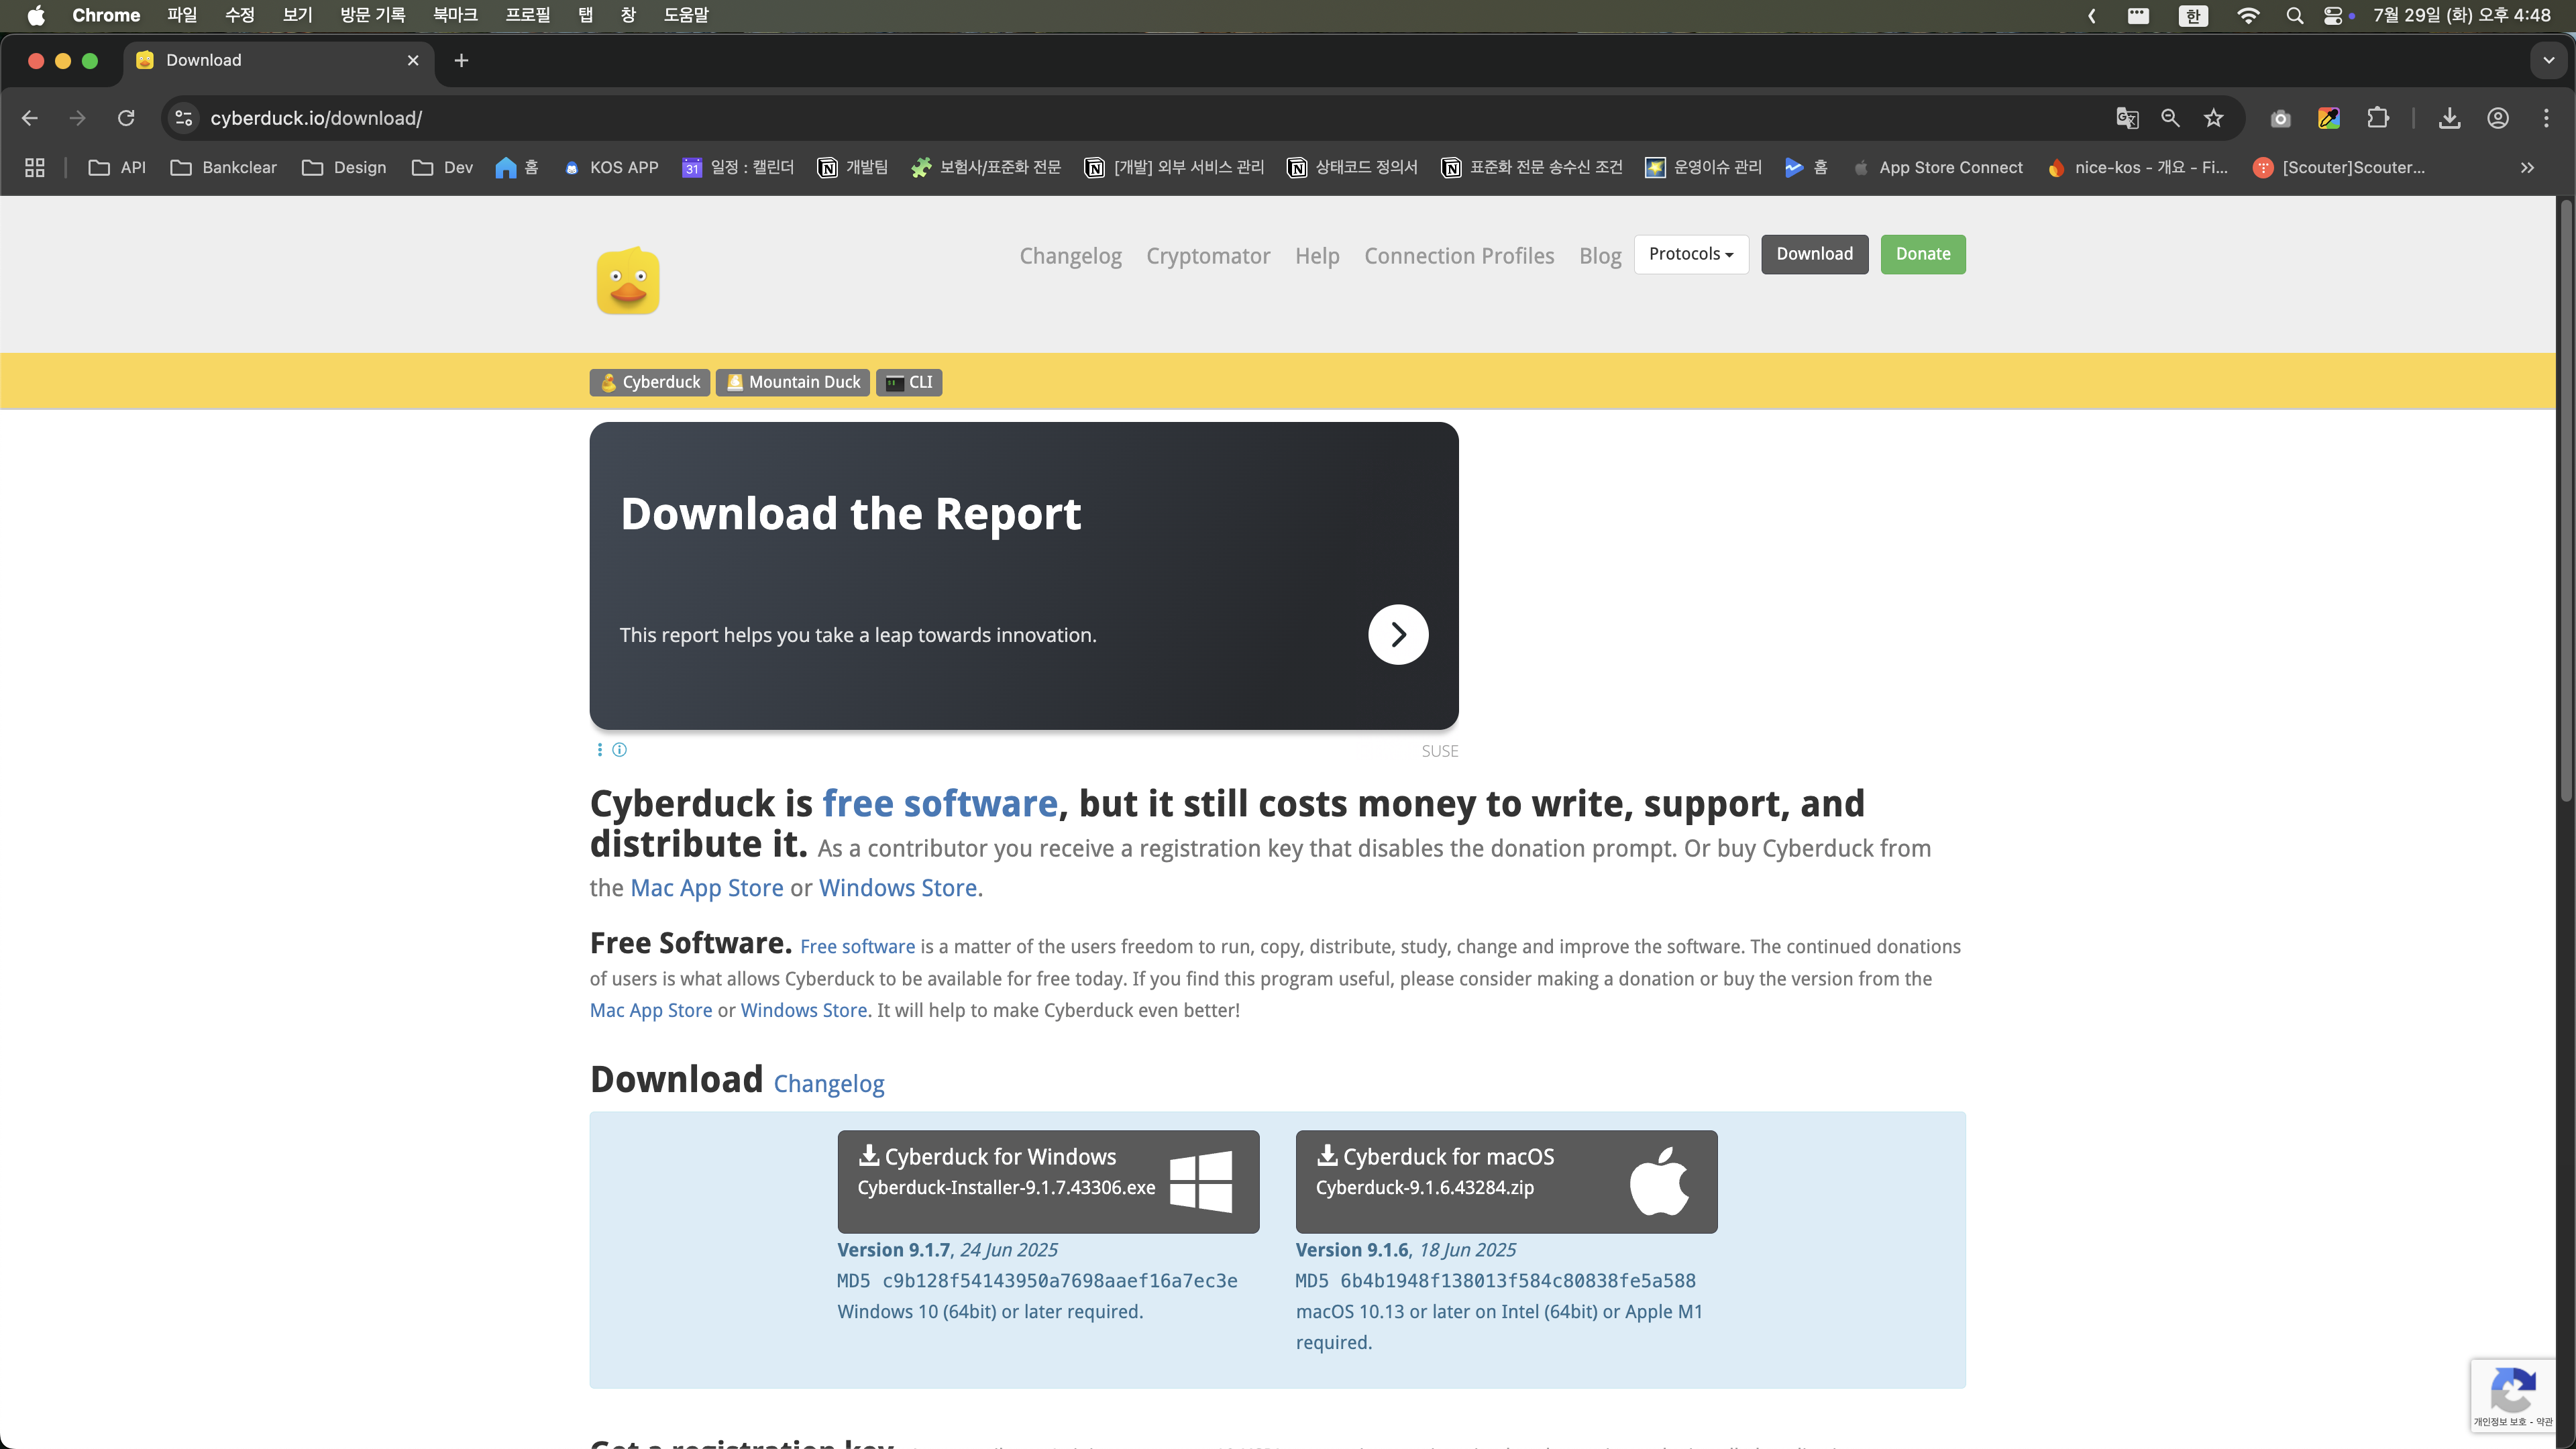 Chrome 파일 수정 보기 방문 기록 북마크 프로필 탭 창 도움말 한 7월 29일 (화) 오후 4:48
Download
cyberduck.io/download/
API Bankclear Design Dev 홈 KOS APP 31 일정 : 캘린더 개발팀 보험사/표준화 전문 [개발] 외부 서비스 관리 상태코드 정의서 표준화 전문 송수신 조건 운영이슈 관리 홈 App Store Connect nice-kos - 개요 - Fi... [Scouter]Scouter...
Changelog Cryptomator Help Connection Profiles Blog Protocols Download Donate
Cyberduck Mountain Duck CLI
Download the Report
This report helps you take a leap towards innovation.
SUSE
Cyberduck is free software, but it still costs money to write, support, and
distribute it. As a contributor you receive a registration key that disables the donation prompt. Or buy Cyberduck from
the Mac App Store or Windows Store.
Free Software. Free software is a matter of the users freedom to run, copy, distribute, study, change and improve the software. The continued donations
of users is what allows Cyberduck to be available for free today. If you find this program useful, please consider making a donation or buy the version from the
Mac App Store or Windows Store. It will help to make Cyberduck even better!
Download Changelog
Cyberduck for Windows
Cyberduck-Installer-9.1.7.43306.exe
Version 9.1.7, 24 Jun 2025
MD5 c9b128f54143950a7698aaef16a7ec3e
Windows 10 (64bit) or later required.
Cyberduck for macOS
Cyberduck-9.1.6.43284.zip
Version 9.1.6, 18 Jun 2025
MD5 6b4b1948f138013f584c80838fe5a588
macOS 10.13 or later on Intel (64bit) or Apple M1
required.
개인정보 보호 - 약관
Get a registration key